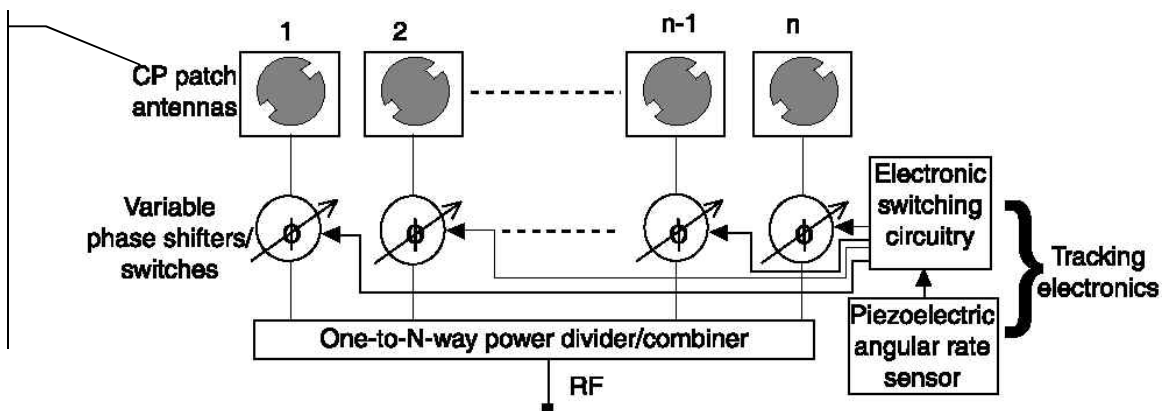 1
2
n-1
n
CP patch
antennas
Variable
phase shifters/
switches
ϕ
ϕ
ϕ
ϕ
Electronic
switching
circuitry
Tracking
electronics
Piezoelectric
angular rate
sensor
One-to-N-way power divider/combiner
RF